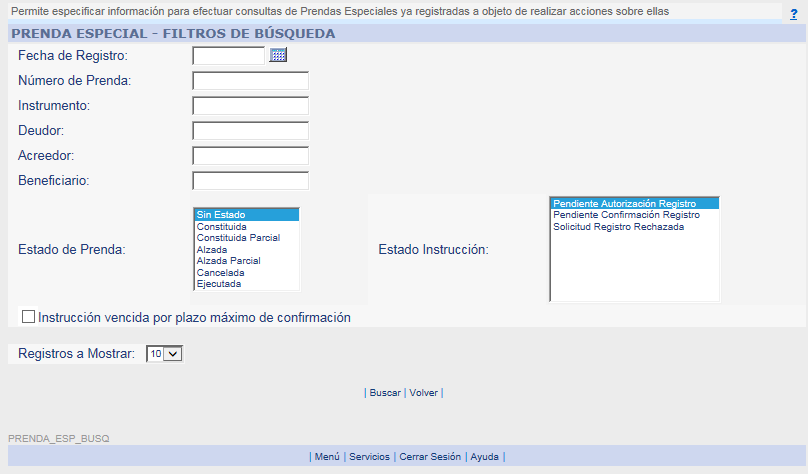 Permite especificar información para efectuar consultas de Prendas Especiales ya registradas a objeto de realizar acciones sobre ellas
?
PRENDA ESPECIAL - FILTROS DE BÚSQUEDA
Fecha de Registro:
Número de Prenda:
Instrumento:
Deudor:
Acreedor:
Beneficiario:
Estado de Prenda:
Sin Estado
Constituida
Constituida Parcial
Alzada
Alzada Parcial
Cancelada
Ejecutada
Estado Instrucción:
Pendiente Autorización Registro
Pendiente Confirmación Registro
Solicitud Registro Rechazada
Instrucción vencida por plazo máximo de confirmación
Registros a Mostrar: 10
| Buscar | Volver |
PRENDA_ESP_BUSQ
| Menú | Servicios | Cerrar Sesión | Ayuda |